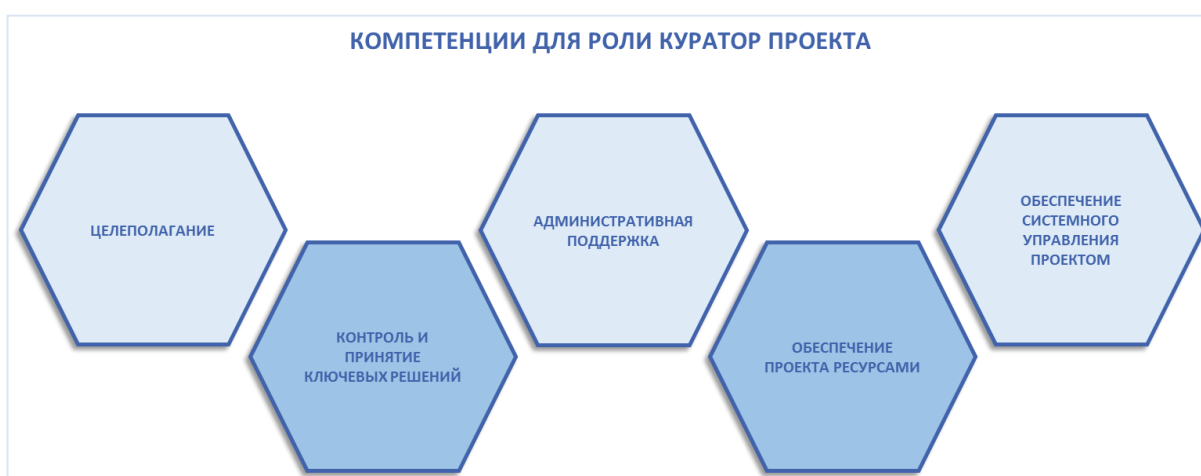 КОМПЕТЕНЦИИ ДЛЯ РОЛИ КУРАТОР ПРОЕКТА
ЦЕЛЕПОЛАГАНИЕ
КОНТРОЛЬ И
ПРИНЯТИЕ
КЛЮЧЕВЫХ РЕШЕНИЙ
АДМИНИСТРАТИВНАЯ
ПОДДЕРЖКА
ОБЕСПЕЧЕНИЕ
ПРОЕКТА РЕСУРСАМИ
ОБЕСПЕЧЕНИЕ
СИСТЕМНОГО
УПРАВЛЕНИЯ
ПРОЕКТОМ